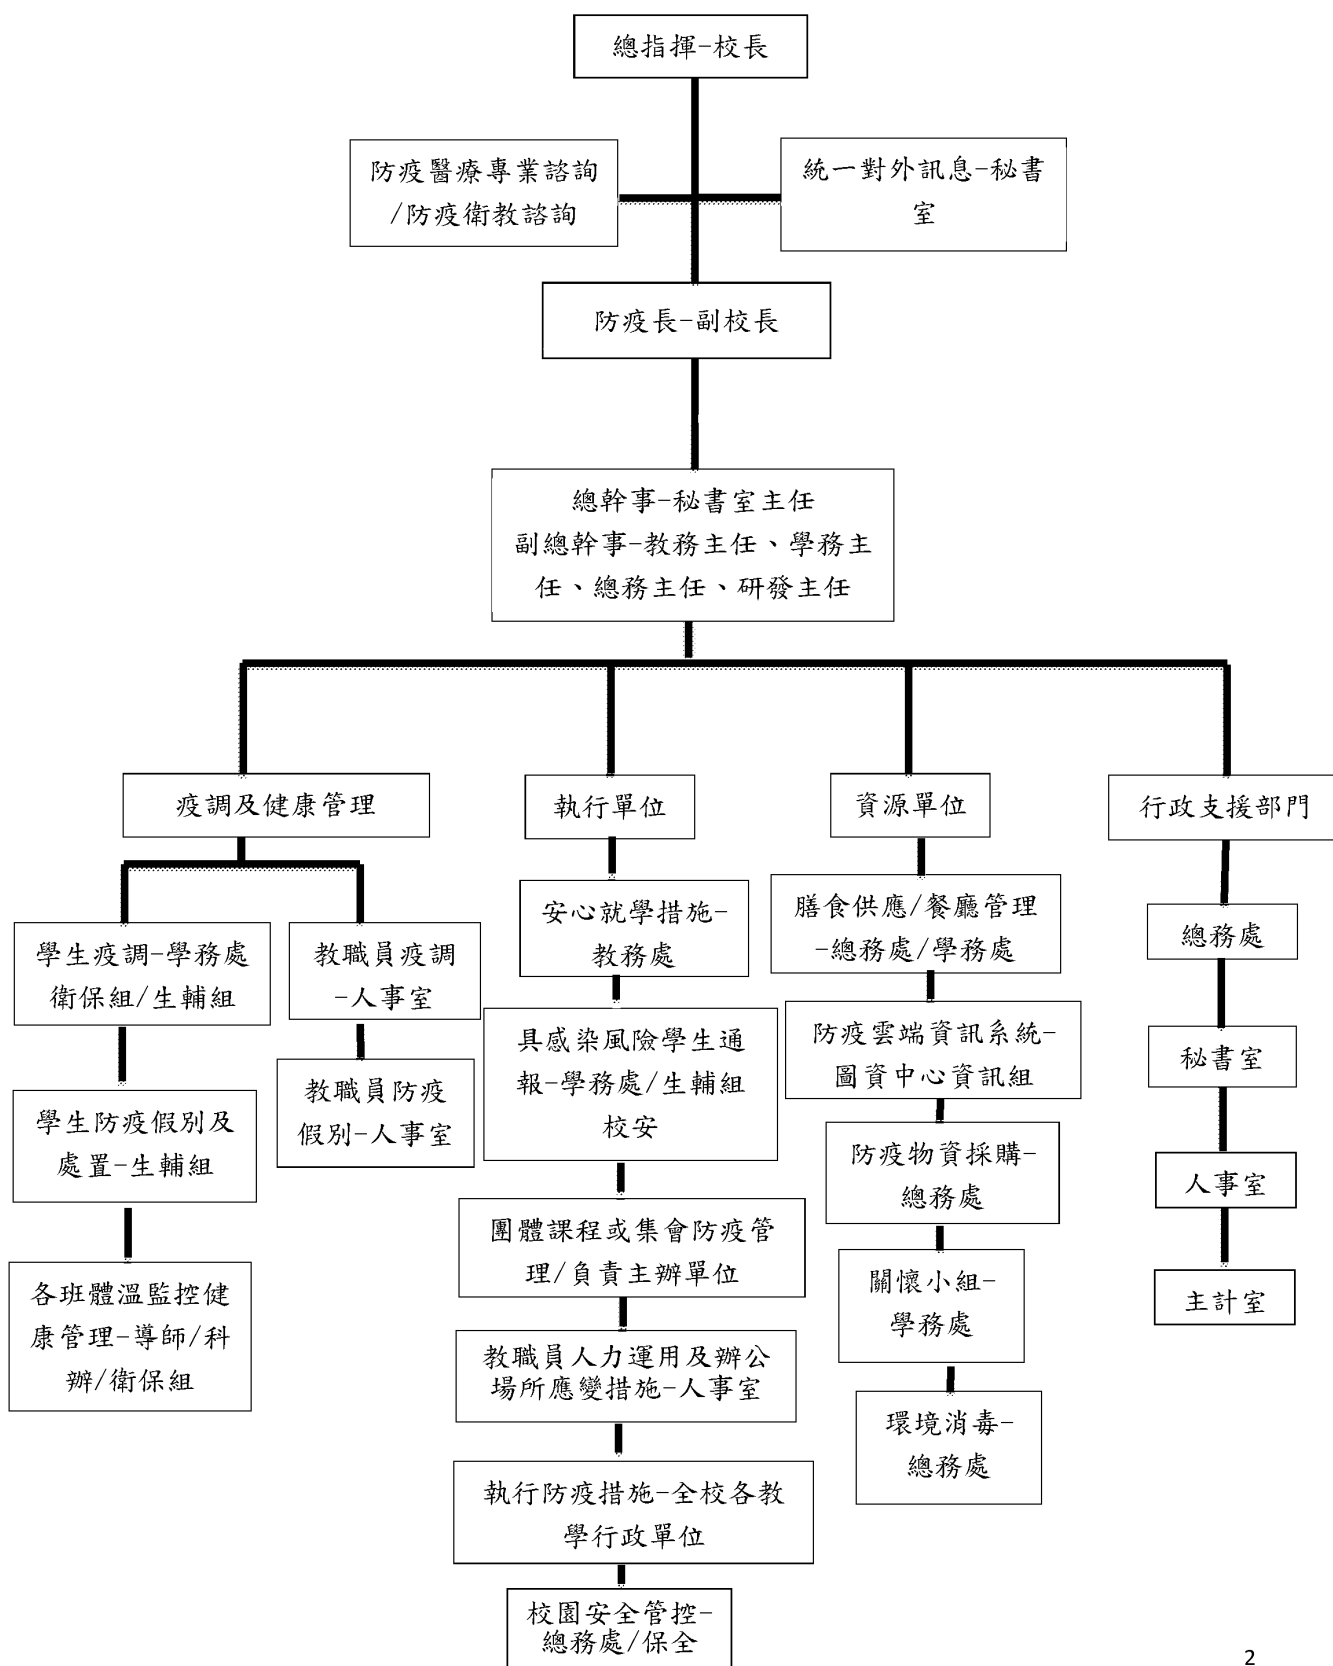 總指揮-校長
防疫醫療專業諮詢
/防疫衛教諮詢
統一對外訊息-秘書
室
防疫長-副校長
總幹事-秘書室主任
副總幹事-教務主任、學務主
任、總務主任、研發主任
疫調及健康管理
執行單位
資源單位
行政支援部門
學生疫調-學務處
衛保組/生輔組
學生防疫假別及
處置-生輔組
各班體溫監控健
康管理-導師/科
辦/衛保組
教職員疫調
-人事室
教職員防疫
假別-人事室
安心就學措施-
教務處
具感染風險學生通
報-學務處/生輔組
校安
團體課程或集會防疫管
理/負責主辦單位
教職員人力運用及辦公
場所應變措施-人事室
執行防疫措施-全校各教
學行政單位
校園安全管控-
總務處/保全
膳食供應/餐廳管理
-總務處/學務處
防疫雲端資訊系統-
圖資中心資訊組
防疫物資採購-
總務處
關懷小組-
學務處
環境消毒-
總務處
總務處
秘書室
人事室
主計室
2